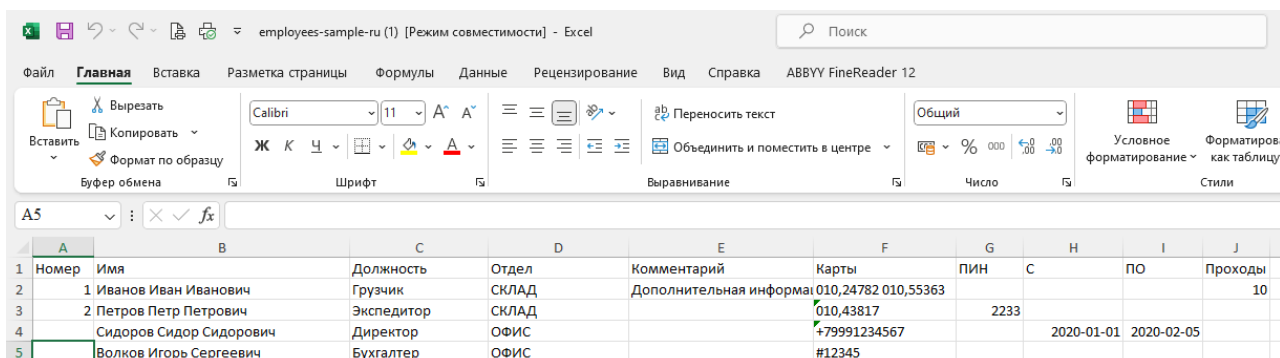 employees-sample-ru (1) [Режим совместимости] - Excel Поиск
Файл Главная Вставка Разметка страницы Формулы Данные Рецензирование Вид Справка ABBYY FineReader 12
Вставить Вырезать Копировать Формат по образцу
Calibri 11 A^ A˅
Ж К Ч A
Переносить текст
Объединить и поместить в центре
Общий
% 000
Условное форматирование
Форматирова как таблицу
Буфер обмена Шрифт Выравнивание Число Стили
A5 fx
A B C D E F G H I J
1 Номер Имя Должность Отдел Комментарий Карты ПИН С ПО Проходы
2 1 Иванов Иван Иванович Грузчик СКЛАД Дополнительная информац 010,24782 010,55363 10
3 2 Петров Петр Петрович Экспедитор СКЛАД 010,43817 2233
4 Сидоров Сидор Сидорович Директор ОФИС +79991234567 2020-01-01 2020-02-05
5 Волков Игорь Сергеевич Бухгалтер ОФИС #12345